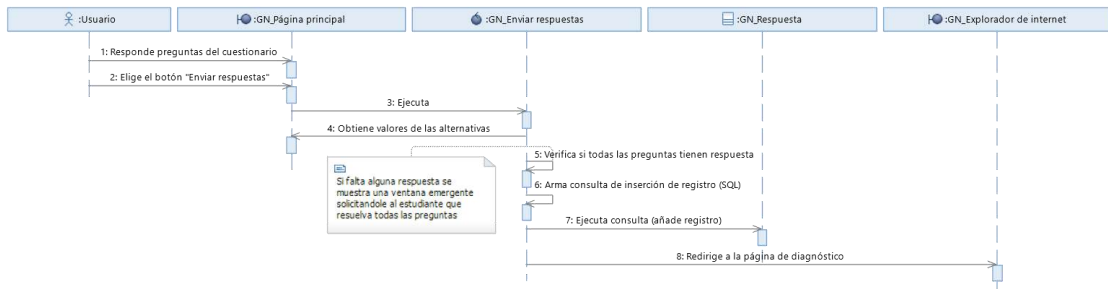 :Usuario
:GN_Página principal
:GN_Enviar respuestas
:GN_Respuesta
:GN_Explorador de internet
1: Responde preguntas del cuestionario
2: Elige el botón "Enviar respuestas"
3: Ejecuta
4: Obtiene valores de las alternativas
5: Verifica si todas las preguntas tienen respuesta
Si falta alguna respuesta se
muestra una ventana emergente
solicitandole al estudiante que
resuelva todas las preguntas
6: Arma consulta de inserción de registro (SQL)
7: Ejecuta consulta (añade registro)
8: Redirige a la página de diagnóstico